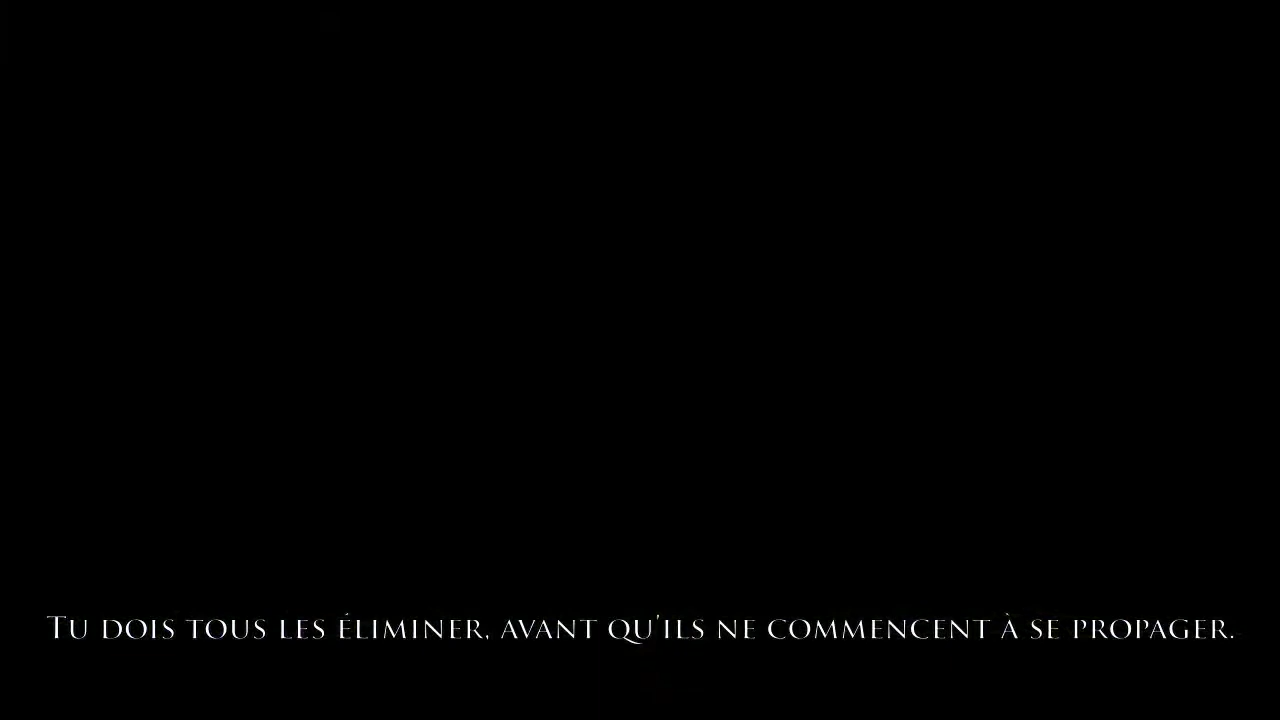 Tu dois tous les éliminer, avant qu'ils ne commencent à se propager.